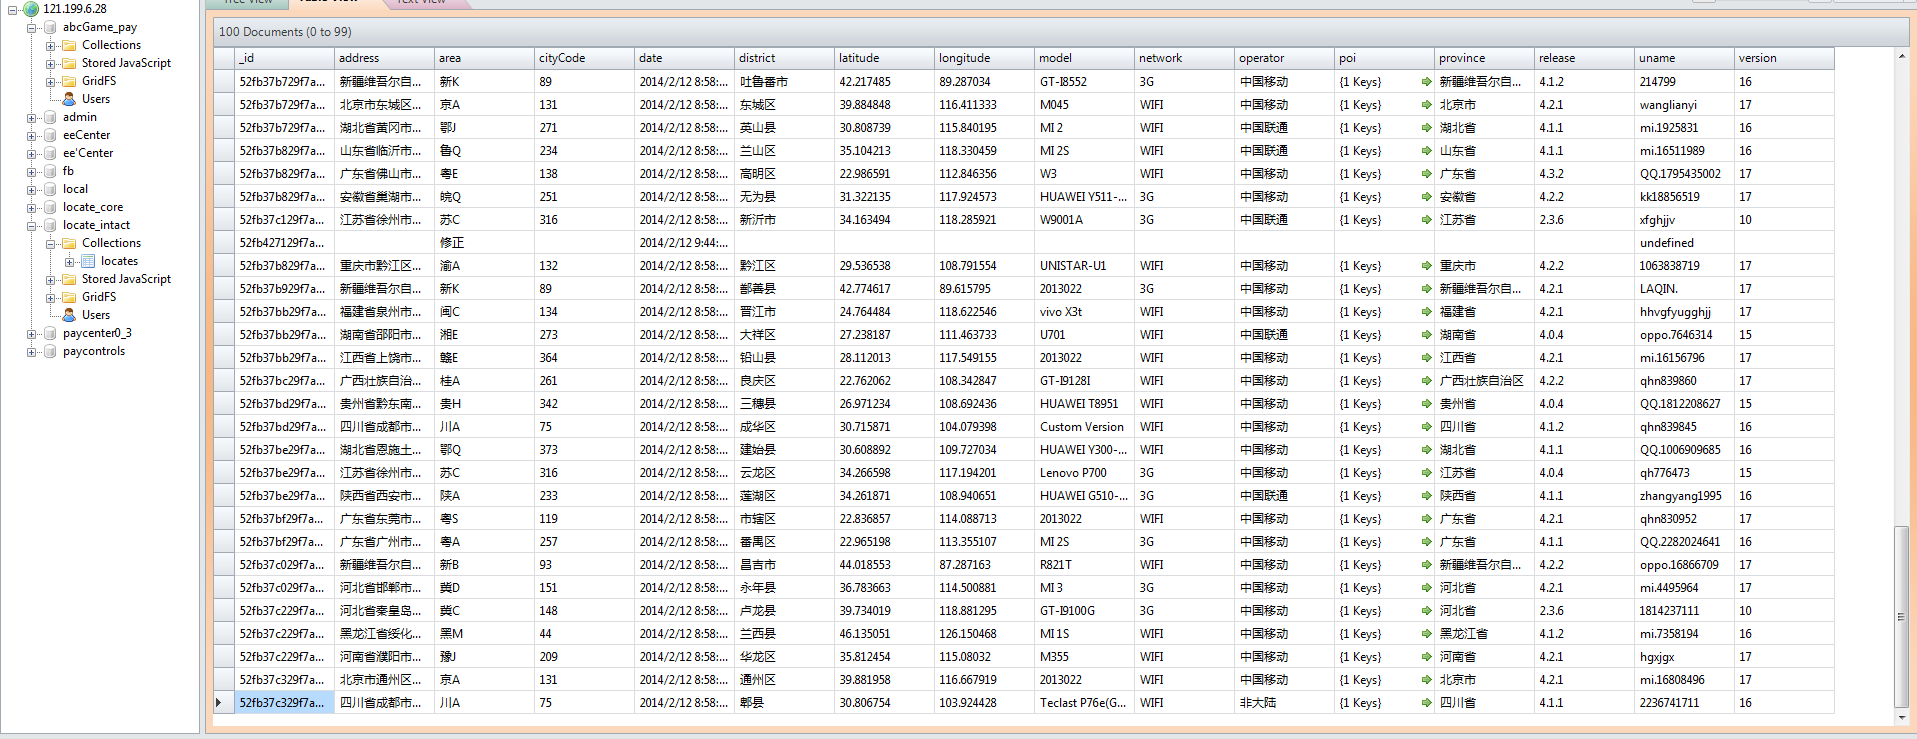 121.199.6.28
abcGame_pay
Collections
Stored JavaScript
GridFS
Users
admin
eeCenter
ee'Center
fb
local
locate_core
locate_intact
Collections
locates
Stored JavaScript
GridFS
Users
paycenter0_3
paycontrols
Tree View Table View Text View
100 Documents (0 to 99)
_id address area cityCode date district latitude longitude model network operator poi province release uname version
52fb37b729f7a... 新疆维吾尔自... 新K 89 2014/2/12 8:58:... 吐鲁番市 42.217485 89.287034 GT-I8552 3G 中国移动 {1 Keys} 新疆维吾尔自... 4.1.2 214799 16
52fb37b729f7a... 北京市东城区... 京A 131 2014/2/12 8:58:... 东城区 39.884848 116.411333 M045 WIFI 中国移动 {1 Keys} 北京市 4.2.1 wanglianyi 17
52fb37b729f7a... 湖北省黄冈市... 鄂J 271 2014/2/12 8:58:... 英山县 30.808739 115.840195 MI 2 WIFI 中国联通 {1 Keys} 湖北省 4.1.1 mi.1925831 16
52fb37b829f7a... 山东省临沂市... 鲁Q 234 2014/2/12 8:58:... 兰山区 35.104213 118.330459 MI 2S WIFI 中国联通 {1 Keys} 山东省 4.1.1 mi.16511989 16
52fb37b829f7a... 广东省佛山市... 粤E 138 2014/2/12 8:58:... 高明区 22.986591 112.846356 W3 WIFI 中国移动 {1 Keys} 广东省 4.3.2 QQ.1795435002 17
52fb37b829f7a... 安徽省巢湖市... 皖Q 251 2014/2/12 8:58:... 无为县 31.322135 117.924573 HUAWEI Y511-... 3G 中国移动 {1 Keys} 安徽省 4.2.2 kk18856519 17
52fb37c129f7a... 江苏省徐州市... 苏C 316 2014/2/12 8:58:... 新沂市 34.163494 118.285921 W9001A 3G 中国联通 {1 Keys} 江苏省 2.3.6 xfghjjv 10
52fb427129f7a... 修正 2014/2/12 9:44:... undefined
52fb37b829f7a... 重庆市黔江区... 渝A 132 2014/2/12 8:58:... 黔江区 29.536538 108.791554 UNISTAR-U1 WIFI 中国移动 {1 Keys} 重庆市 4.2.2 1063838719 17
52fb37b929f7a... 新疆维吾尔自... 新K 89 2014/2/12 8:58:... 鄯善县 42.774617 89.615795 2013022 3G 中国移动 {1 Keys} 新疆维吾尔自... 4.2.1 LAQIN. 17
52fb37bb29f7a... 福建省泉州市... 闽C 134 2014/2/12 8:58:... 晋江市 24.764484 118.622546 vivo X3t WIFI 中国移动 {1 Keys} 福建省 4.2.1 hhvgfyugghjj 17
52fb37bb29f7a... 湖南省邵阳市... 湘E 273 2014/2/12 8:58:... 大祥区 27.238187 111.463733 U701 WIFI 中国联通 {1 Keys} 湖南省 4.0.4 oppo.7646314 15
52fb37bb29f7a... 江西省上饶市... 赣E 364 2014/2/12 8:58:... 铅山县 28.112013 117.549155 2013022 WIFI 中国移动 {1 Keys} 江西省 4.2.1 mi.16156796 17
52fb37bc29f7a... 广西壮族自治... 桂A 261 2014/2/12 8:58:... 良庆区 22.762062 108.342847 GT-I9128I WIFI 中国移动 {1 Keys} 广西壮族自治区 4.2.2 qhn839860 17
52fb37bd29f7a... 贵州省黔东南... 贵H 342 2014/2/12 8:58:... 三穗县 26.971234 108.692436 HUAWEI T8951 WIFI 中国移动 {1 Keys} 贵州省 4.0.4 QQ.1812208627 15
52fb37bd29f7a... 四川省成都市... 川A 75 2014/2/12 8:58:... 成华区 30.715871 104.079398 Custom Version WIFI 中国移动 {1 Keys} 四川省 4.1.2 qhn839845 16
52fb37be29f7a... 湖北省恩施土... 鄂Q 373 2014/2/12 8:58:... 建始县 30.608892 109.727034 HUAWEI Y300-... WIFI 中国移动 {1 Keys} 湖北省 4.1.1 QQ.1006909685 16
52fb37be29f7a... 江苏省徐州市... 苏C 316 2014/2/12 8:58:... 云龙区 34.266598 117.194201 Lenovo P700 3G 中国移动 {1 Keys} 江苏省 4.0.4 qh776473 15
52fb37be29f7a... 陕西省西安市... 陕A 233 2014/2/12 8:58:... 莲湖区 34.261871 108.940651 HUAWEI G510-... 3G 中国联通 {1 Keys} 陕西省 4.1.1 zhangyang1995 16
52fb37bf29f7a... 广东省东莞市... 粤S 119 2014/2/12 8:58:... 市辖区 22.836857 114.088713 2013022 WIFI 中国移动 {1 Keys} 广东省 4.2.1 qhn830952 17
52fb37bf29f7a... 广东省广州市... 粤A 257 2014/2/12 8:58:... 番禺区 22.965198 113.355107 MI 2S 3G 中国移动 {1 Keys} 广东省 4.1.1 QQ.2282024641 16
52fb37c029f7a... 新疆维吾尔自... 新B 93 2014/2/12 8:58:... 昌吉市 44.018553 87.287163 R821T WIFI 中国移动 {1 Keys} 新疆维吾尔自... 4.2.2 oppo.16866709 17
52fb37c029f7a... 河北省邯郸市... 冀D 151 2014/2/12 8:58:... 永年县 36.783663 114.500881 MI 3 3G 中国移动 {1 Keys} 河北省 4.2.1 mi.4495964 17
52fb37c229f7a... 河北省秦皇岛... 冀C 148 2014/2/12 8:58:... 卢龙县 39.734019 118.881295 GT-I9100G 3G 中国移动 {1 Keys} 河北省 2.3.6 1814237111 10
52fb37c229f7a... 黑龙江省绥化... 黑M 44 2014/2/12 8:58:... 兰西县 46.135051 126.150468 MI 1S WIFI 中国移动 {1 Keys} 黑龙江省 4.1.2 mi.7358194 16
52fb37c229f7a... 河南省濮阳市... 豫J 209 2014/2/12 8:58:... 华龙区 35.812454 115.08032 M355 WIFI 中国移动 {1 Keys} 河南省 4.2.1 hgxjgx 17
52fb37c329f7a... 北京市通州区... 京A 131 2014/2/12 8:58:... 通州区 39.881958 116.667919 2013022 WIFI 中国移动 {1 Keys} 北京市 4.2.1 mi.16808496 17
52fb37c329f7a... 四川省成都市... 川A 75 2014/2/12 8:58:... 郫县 30.806754 103.924428 Teclast P76e(G... WIFI 非大陆 {1 Keys} 四川省 4.1.1 2236741711 16